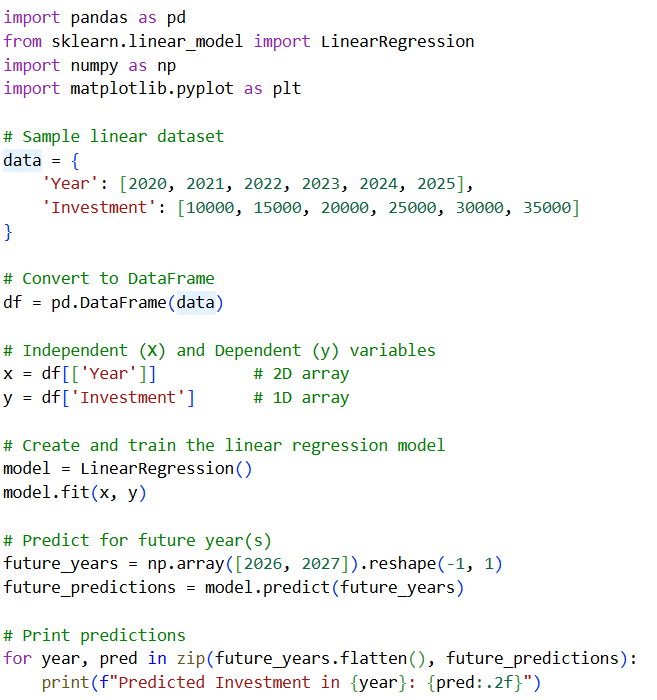 import pandas as pd
from sklearn.linear_model import LinearRegression
import numpy as np
import matplotlib.pyplot as plt

# Sample linear dataset
data = {
    'Year': [2020, 2021, 2022, 2023, 2024, 2025],
    'Investment': [10000, 15000, 20000, 25000, 30000, 35000]
}

# Convert to DataFrame
df = pd.DataFrame(data)

# Independent (X) and Dependent (y) variables
x = df[['Year']]          # 2D array
y = df['Investment']      # 1D array

# Create and train the linear regression model
model = LinearRegression()
model.fit(x, y)

# Predict for future year(s)
future_years = np.array([2026, 2027]).reshape(-1, 1)
future_predictions = model.predict(future_years)

# Print predictions
for year, pred in zip(future_years.flatten(), future_predictions):
    print(f"Predicted Investment in {year}: {pred:.2f}")